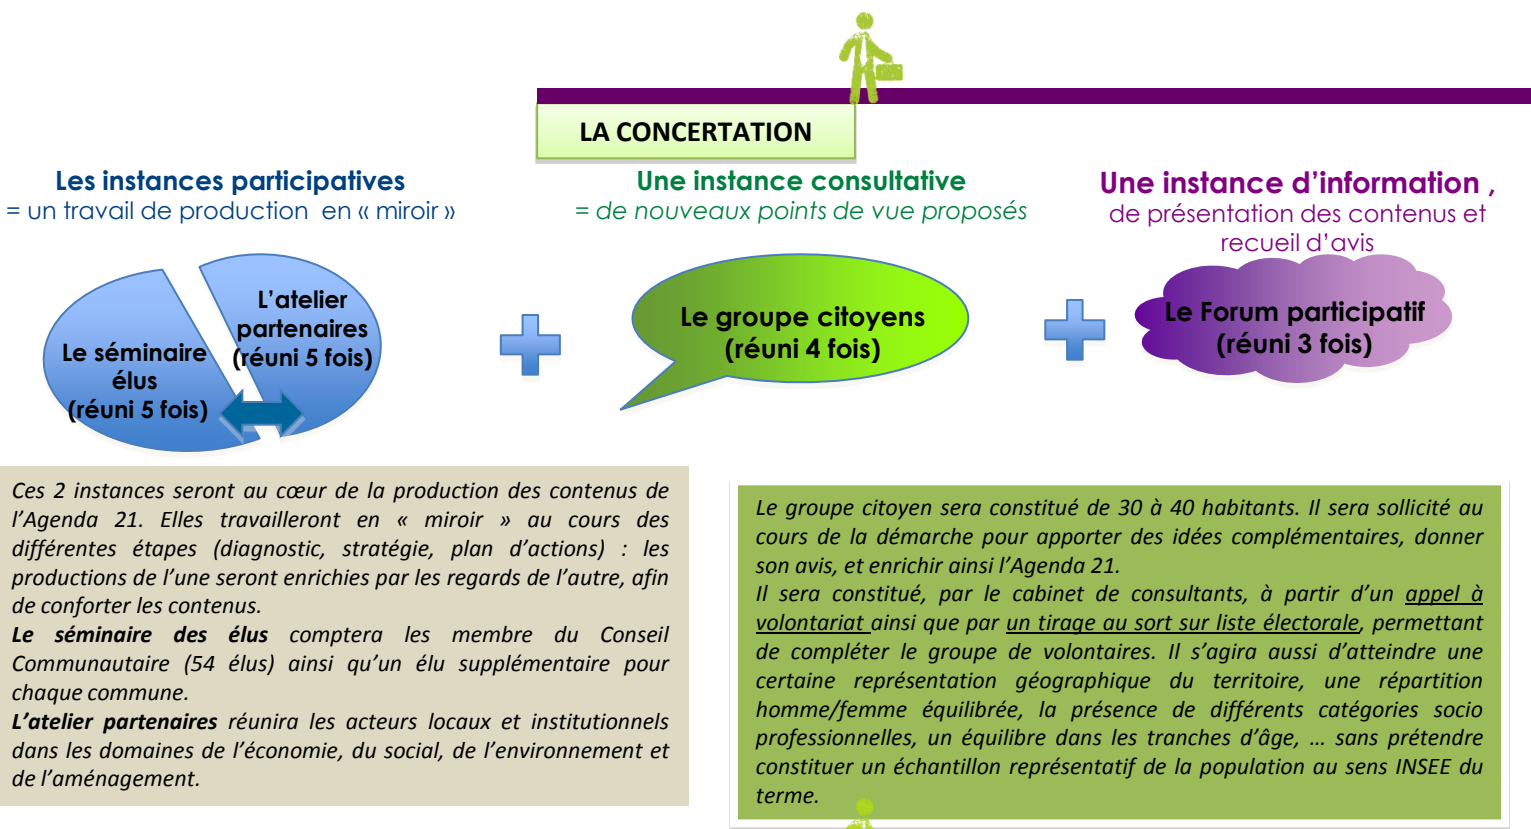 LA CONCERTATION
Les instances participatives
= un travail de production en « miroir »
Une instance consultative
= de nouveaux points de vue proposés
Une instance d’information ,
de présentation des contenus et
recueil d’avis
Le séminaire
élus
(réuni 5 fois)
L’atelier
partenaires
(réuni 5 fois)
Le groupe citoyens
(réuni 4 fois)
Le Forum participatif
(réuni 3 fois)
Ces 2 instances seront au cœur de la production des contenus de
l’Agenda 21. Elles travailleront en « miroir » au cours des
différentes étapes (diagnostic, stratégie, plan d’actions) : les
productions de l’une seront enrichies par les regards de l’autre, afin
de conforter les contenus.
Le séminaire des élus comptera les membre du Conseil
Communautaire (54 élus) ainsi qu’un élu supplémentaire pour
chaque commune.
L’atelier partenaires réunira les acteurs locaux et institutionnels
dans les domaines de l’économie, du social, de l’environnement et
de l’aménagement.
Le groupe citoyen sera constitué de 30 à 40 habitants. Il sera sollicité au
cours de la démarche pour apporter des idées complémentaires, donner
son avis, et enrichir ainsi l’Agenda 21.
Il sera constitué, par le cabinet de consultants, à partir d’un appel à
volontariat ainsi que par un tirage au sort sur liste électorale, permettant
de compléter le groupe de volontaires. Il s’agira aussi d’atteindre une
certaine représentation géographique du territoire, une répartition
homme/femme équilibrée, la présence de différents catégories socio
professionnelles, un équilibre dans les tranches d’âge, … sans prétendre
constituer un échantillon représentatif de la population au sens INSEE du
terme.